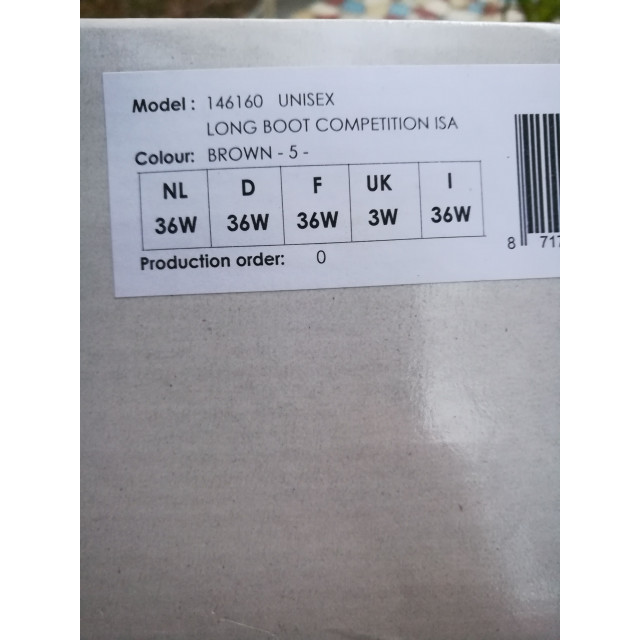 Model : 146160 UNISEX
LONG BOOT COMPETITION ISA
Colour: BROWN - 5 -
NL D F UK I
36W 36W 36W 3W 36W
Production order: 0
8 717